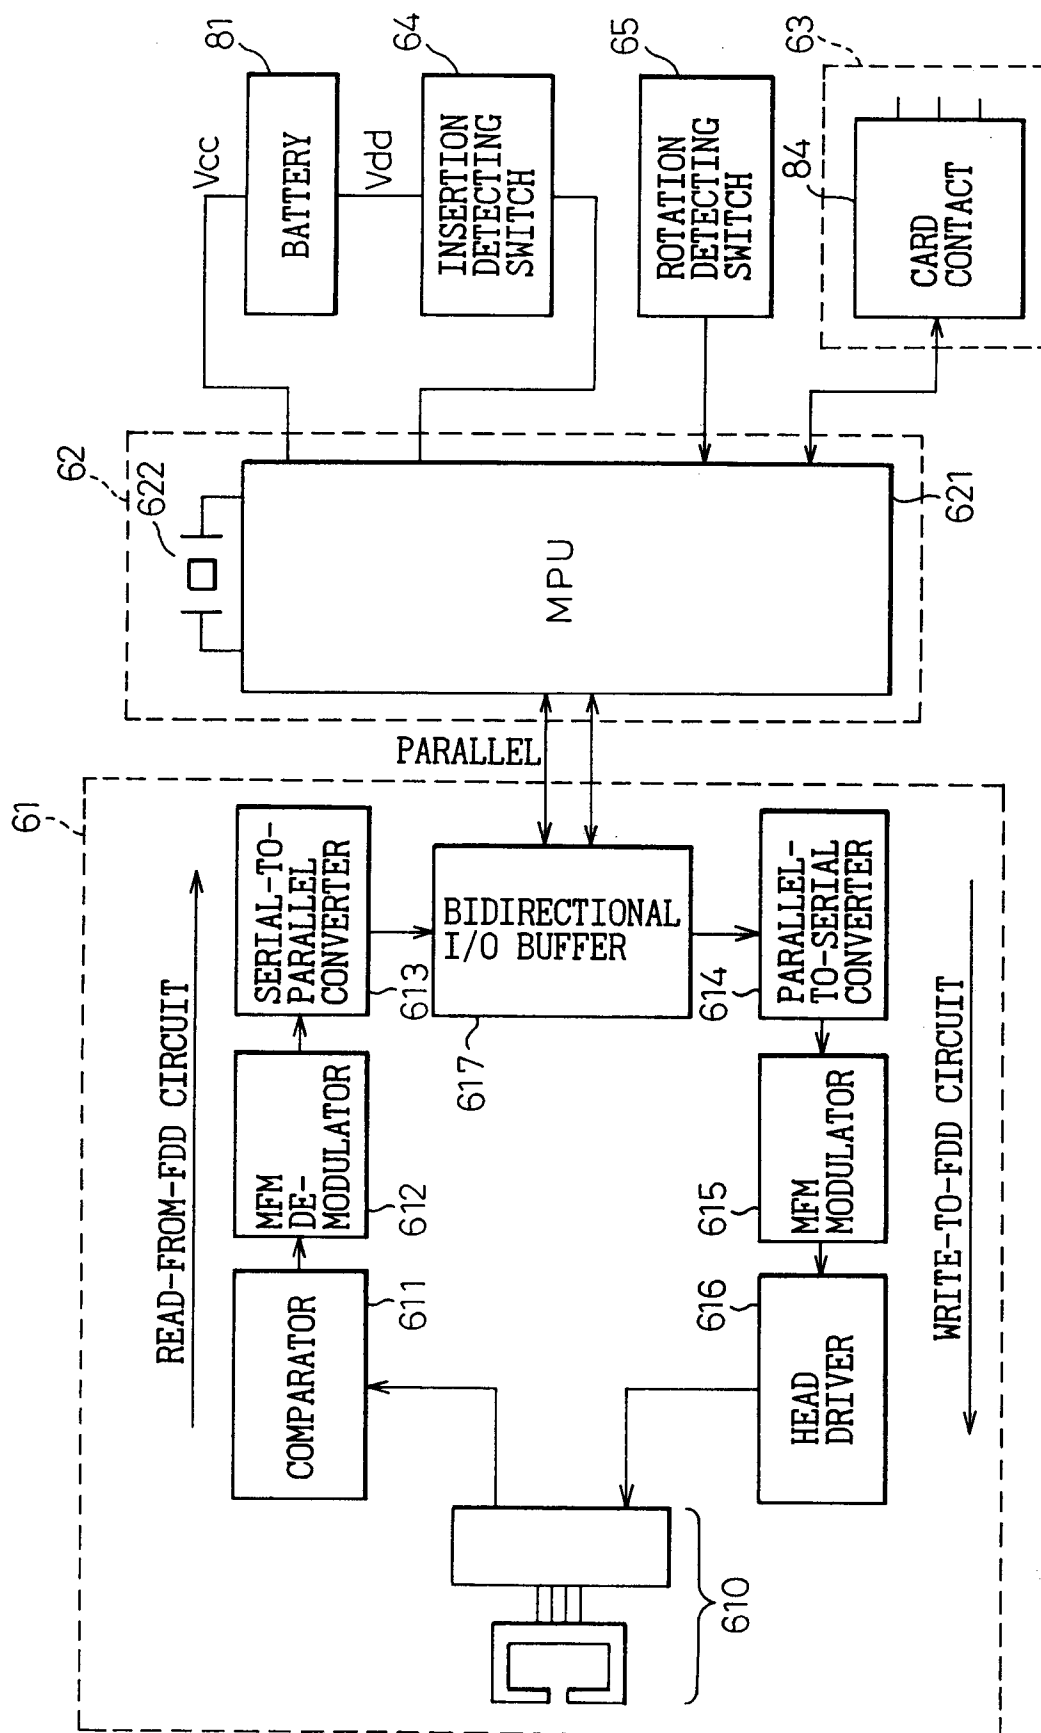 61
READ-FROM-FDD CIRCUIT
COMPARATOR
611
MFM
DE-
MODULATOR
612
SERIAL-TO-
PARALLEL
CONVERTER
613
610
617
BIDIRECTIONAL
I/O BUFFER
PARALLEL
HEAD
DRIVER
616
MFM
MODULATOR
615
PARALLEL-
TO-SERIAL
CONVERTER
614
WRITE-TO-FDD CIRCUIT
62
622
MPU
621
Vcc
BATTERY
81
Vdd
INSERTION
DETECTING
SWITCH
64
ROTATION
DETECTING
SWITCH
65
63
84
CARD
CONTACT